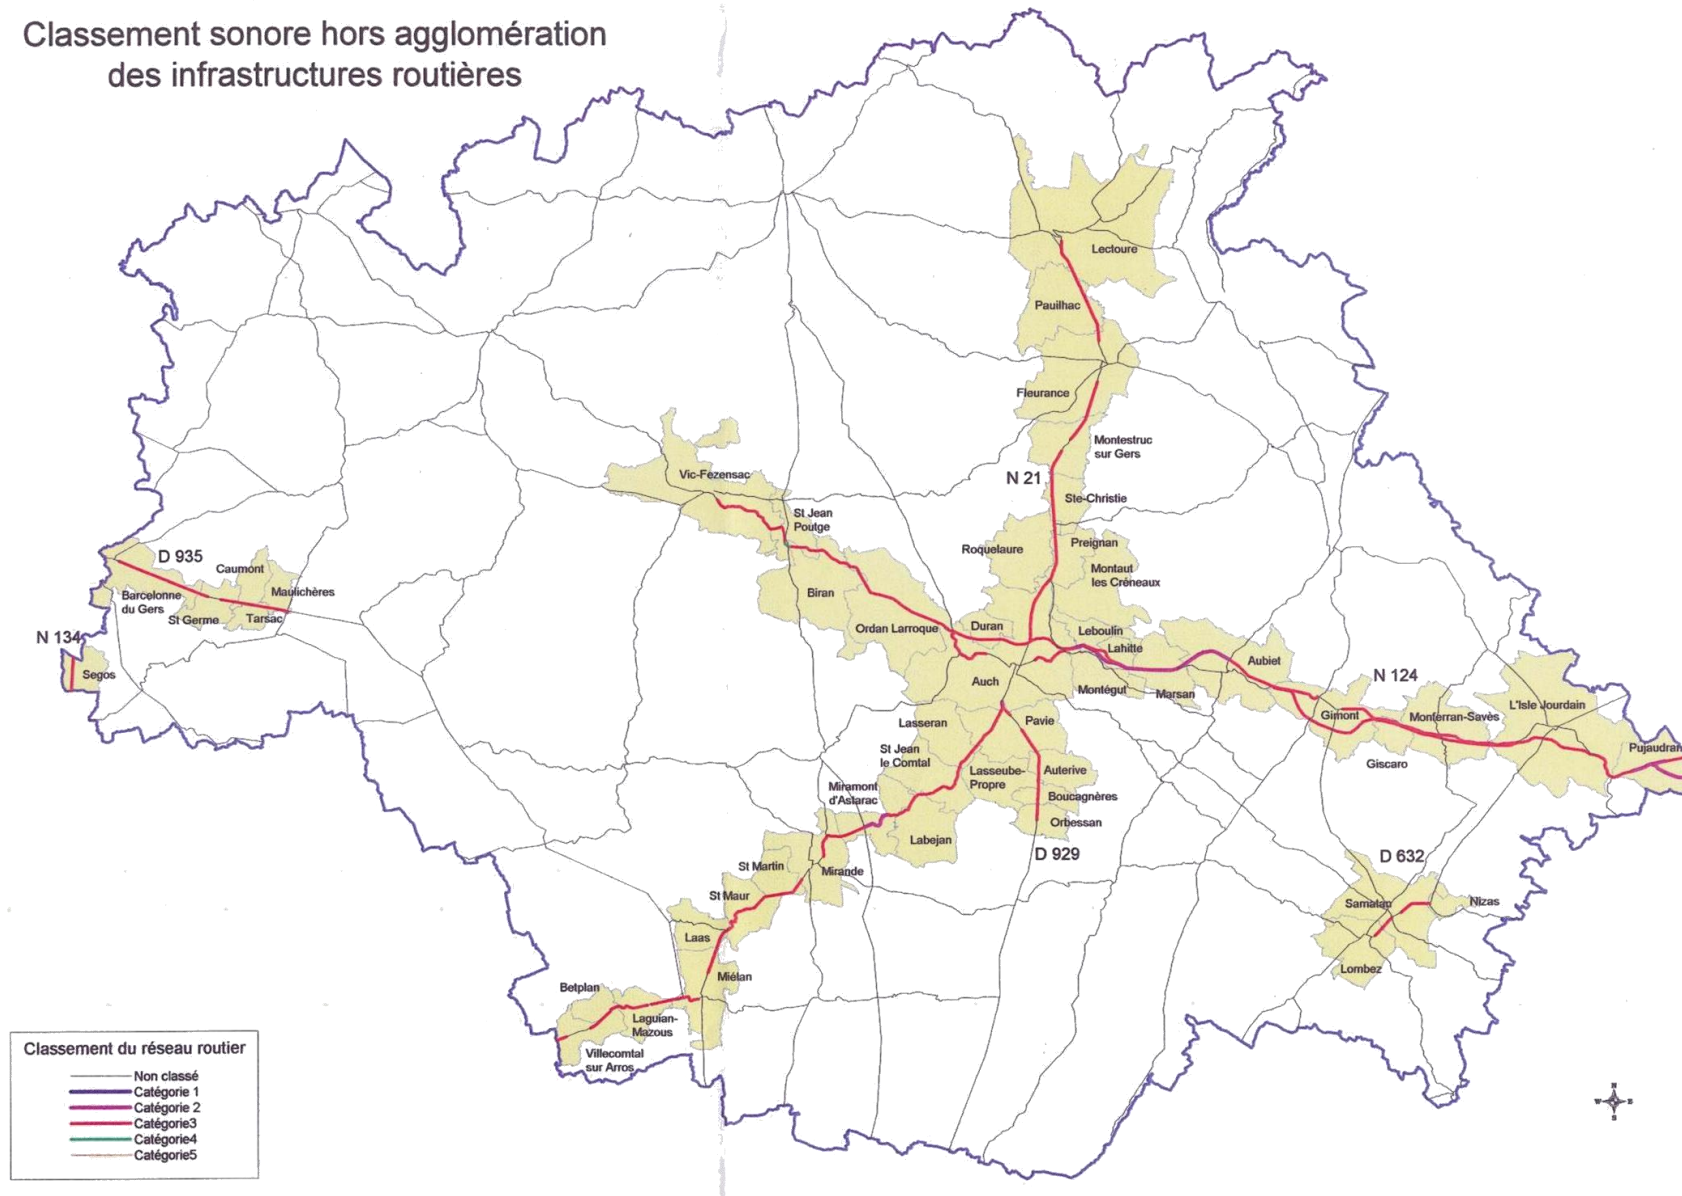 Classement sonore hors agglomération
des infrastructures routières
Lectoure
Pauilhac
Fleurance
Montestruc
sur Gers
N 21
Vic-Fezensac
Ste-Christie
St Jean
Poutge
Roquelaure
Preignan
Montaut
les Créneaux
D 935
Caumont
Barcelonne
du Gers
Maulichères
St Germe
Tarsac
Biran
Ordan Larroque
Duran
Leboulin
Lahitte
N 134
Segos
Aubiet
Auch
Montégut
Marsan
N 124
Gimont
Monferran-Savès
L'Isle Jourdain
Lasseran
Pavie
St Jean
le Comtal
Giscaro
Pujaudran
Lasseube-
Propre
Auterive
Miramont
d'Astarac
Boucagnères
Orbessan
Labejan
D 929
D 632
St Martin
Mirande
St Maur
Samatan
Nizas
Laas
Lombez
Miélan
Betplan
Laguian-
Mazous
Villecomtal
sur Arros
Classement du réseau routier
Non classé
Catégorie 1
Catégorie 2
Catégorie3
Catégorie4
Catégorie5
N
W E
S